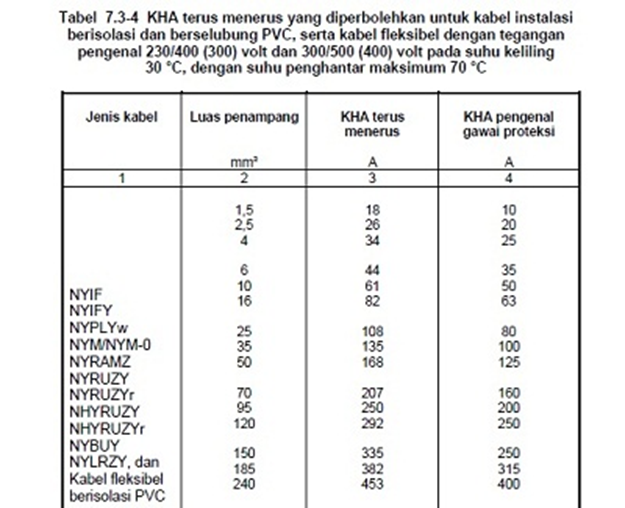 Tabel 7.3-4 KHA terus menerus yang diperbolehkan untuk kabel instalasi
berisolasi dan berselubung PVC, serta kabel fleksibel dengan tegangan
pengenal 230/400 (300) volt dan 300/500 (400) volt pada suhu keliling
30 °C, dengan suhu penghantar maksimum 70 °C
Jenis kabel Luas penampang KHA terus KHA pengenal
menerus gawai proteksi
mm² A A
1 2 3 4
1,5 18 10
2,5 26 20
4 34 25
6 44 35
10 61 50
NYIF
16 82 63
NYIFY
NYPLYw 25 108 80
NYM/NYM-0 35 135 100
NYRAMZ 50 168 125
NYRUZY
NYRUZYr 70 207 160
NHYRUZY 95 250 200
NHYRUZYr 120 292 250
NYBUY
150 335 250
NYLRZY, dan 185 382 315
Kabel fleksibel 240 453 400
berisolasi PVC